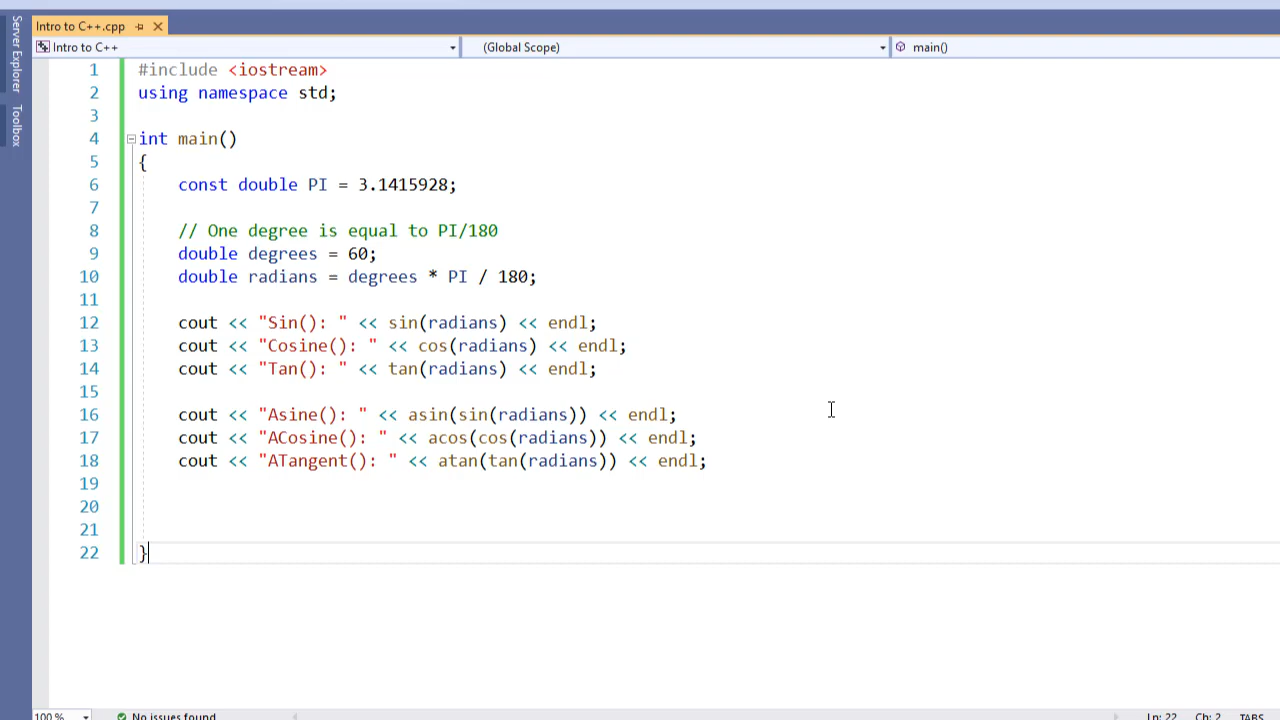 Intro to C++.cpp
Intro to C++ (Global Scope) main()
Server Explorer
Toolbox
1 #include <iostream>
2 using namespace std;
3
4 int main()
5 {
6 const double PI = 3.1415928;
7
8 // One degree is equal to PI/180
9 double degrees = 60;
10 double radians = degrees * PI / 180;
11
12 cout << "Sin(): " << sin(radians) << endl;
13 cout << "Cosine(): " << cos(radians) << endl;
14 cout << "Tan(): " << tan(radians) << endl;
15
16 cout << "Asine(): " << asin(sin(radians)) << endl;
17 cout << "ACosine(): " << acos(cos(radians)) << endl;
18 cout << "ATangent(): " << atan(tan(radians)) << endl;
19
20
21
22 }
100 % No issues found Ln: 22 Ch: 2 TABS